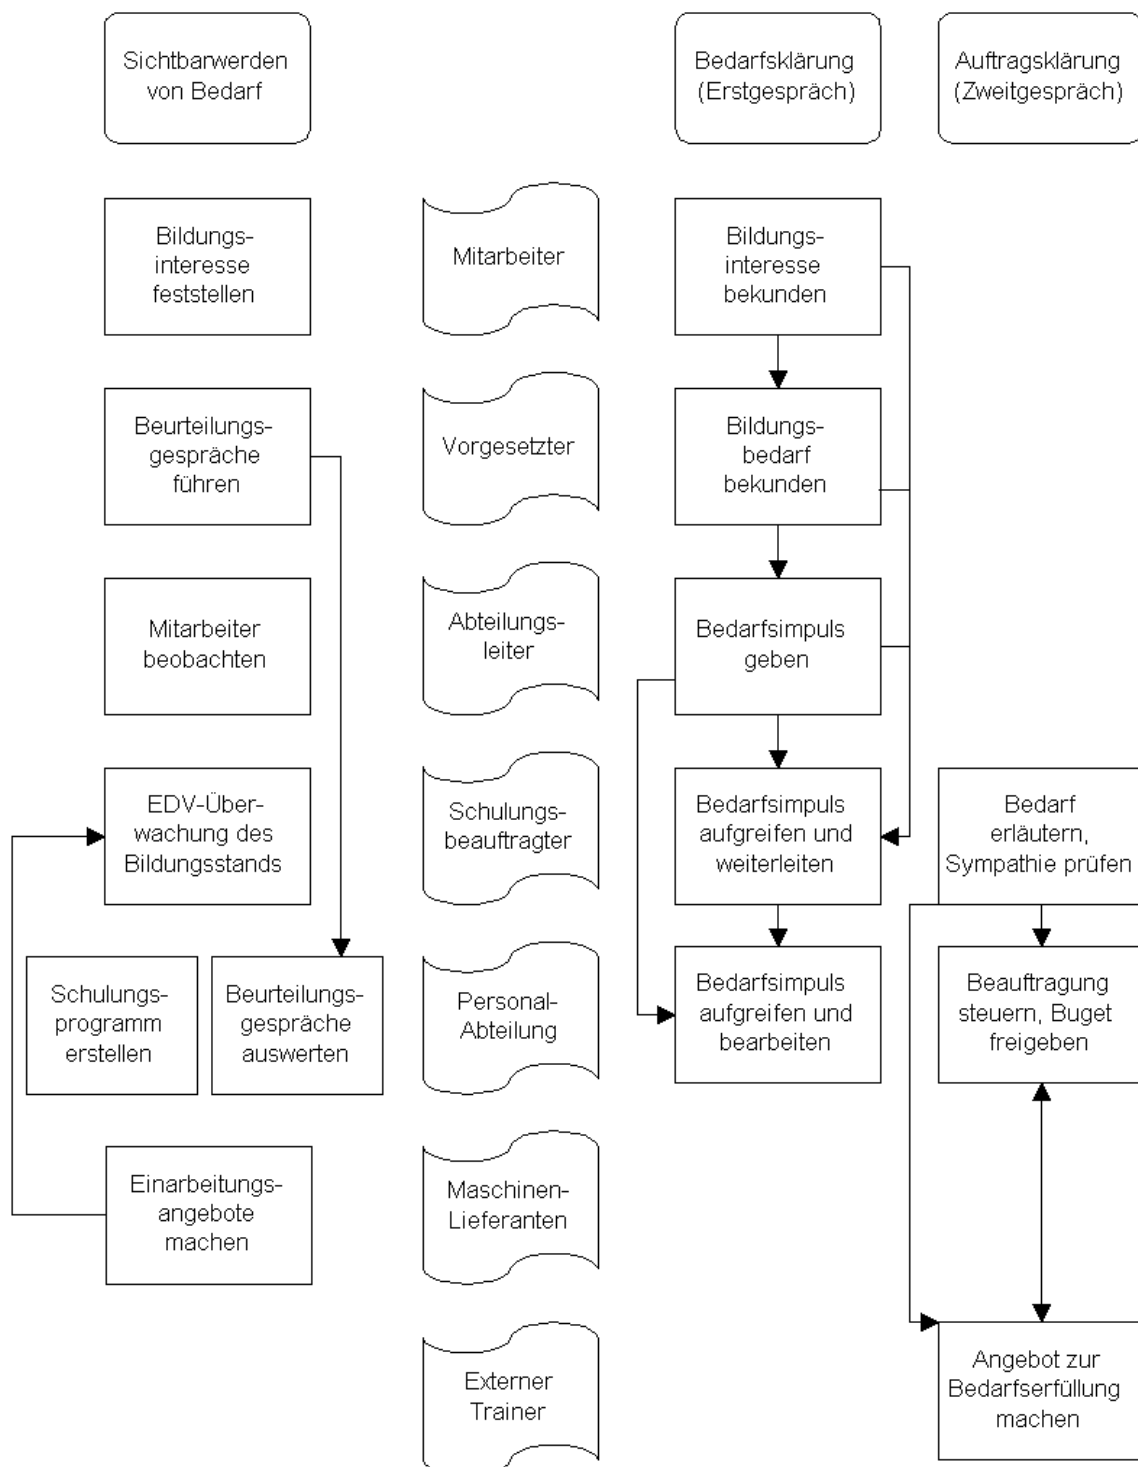 Sichtbarwerden
von Bedarf
Bedarfsklärung
(Erstgespräch)
Auftragsklärung
(Zweitgespräch)
Bildungs-
interesse
feststellen
Mitarbeiter
Bildungs-
interesse
bekunden
Beurteilungs-
gespräche
führen
Vorgesetzter
Bildungs-
bedarf
bekunden
Mitarbeiter
beobachten
Abteilungs-
leiter
Bedarfsimpuls
geben
EDV-Über-
wachung des
Bildungsstands
Schulungs-
beauftragter
Bedarfsimpuls
aufgreifen und
weiterleiten
Bedarf
erläutern,
Sympathie prüfen
Schulungs-
programm
erstellen
Beurteilungs-
gespräche
auswerten
Personal-
Abteilung
Bedarfsimpuls
aufgreifen und
bearbeiten
Beauftragung
steuern, Buget
freigeben
Einarbeitungs-
angebote
machen
Maschinen-
Lieferanten
Externer
Trainer
Angebot zur
Bedarfserfüllung
machen